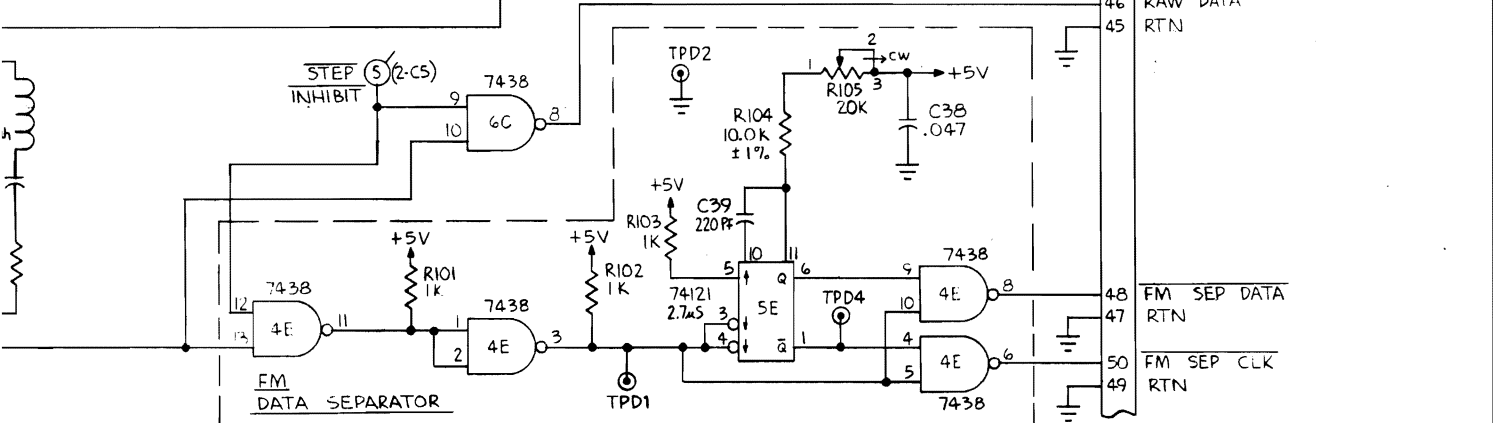 46 RAW DATA
45 RTN
STEP 5 (2-C5)
INHIBIT
7438
9
10
6C
8
TPD2
1
2
CW
3
+5V
R105
20K
R104
10.0K
±1%
C38
.047
h
+5V
R103
1K
C39
220 PF
10
11
+5V
R101
1K
+5V
R102
1K
5
74121
2.7µS
3
4
5E
Q
Q̅
6
1
TPD4
7438
9
10
4E
8
48 FM SEP DATA
47 RTN
7438
12
13
4E
11
7438
1
2
4E
3
TPD1
4
5
4E
6
7438
50 FM SEP CLK
49 RTN
FM
DATA SEPARATOR